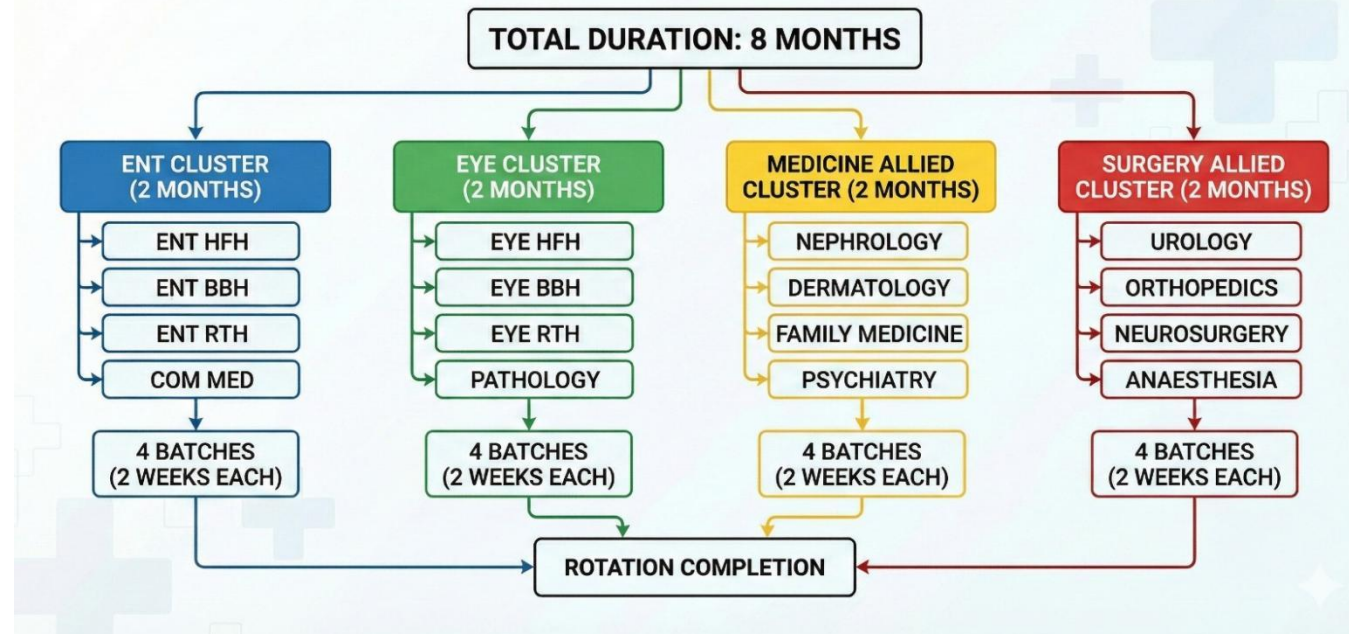 TOTAL DURATION: 8 MONTHS
ENT CLUSTER
(2 MONTHS)
ENT HFH
ENT BBH
ENT RTH
COM MED
4 BATCHES
(2 WEEKS EACH)
EYE CLUSTER
(2 MONTHS)
EYE HFH
EYE BBH
EYE RTH
PATHOLOGY
4 BATCHES
(2 WEEKS EACH)
MEDICINE ALLIED
CLUSTER (2 MONTHS)
NEPHROLOGY
DERMATOLOGY
FAMILY MEDICINE
PSYCHIATRY
4 BATCHES
(2 WEEKS EACH)
SURGERY ALLIED
CLUSTER (2 MONTHS)
UROLOGY
ORTHOPEDICS
NEUROSURGERY
ANAESTHESIA
4 BATCHES
(2 WEEKS EACH)
ROTATION COMPLETION